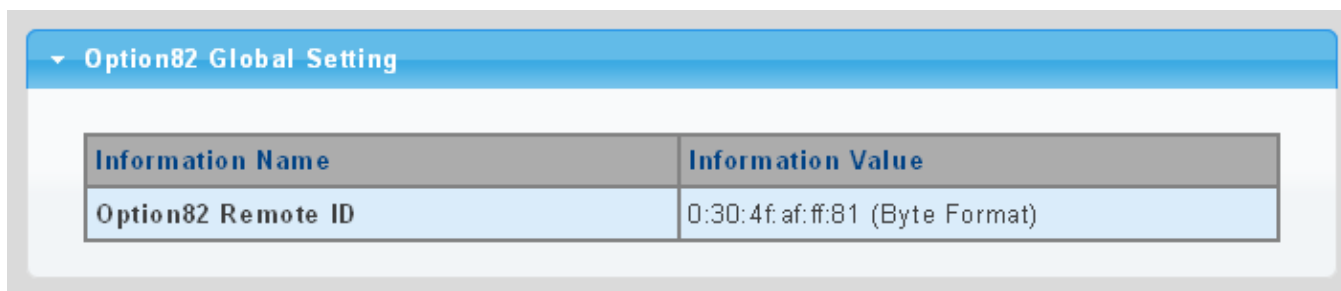 Option82 Global Setting
Information Name Information Value
Option82 Remote ID 0:30:4f:af:ff:81 (Byte Format)